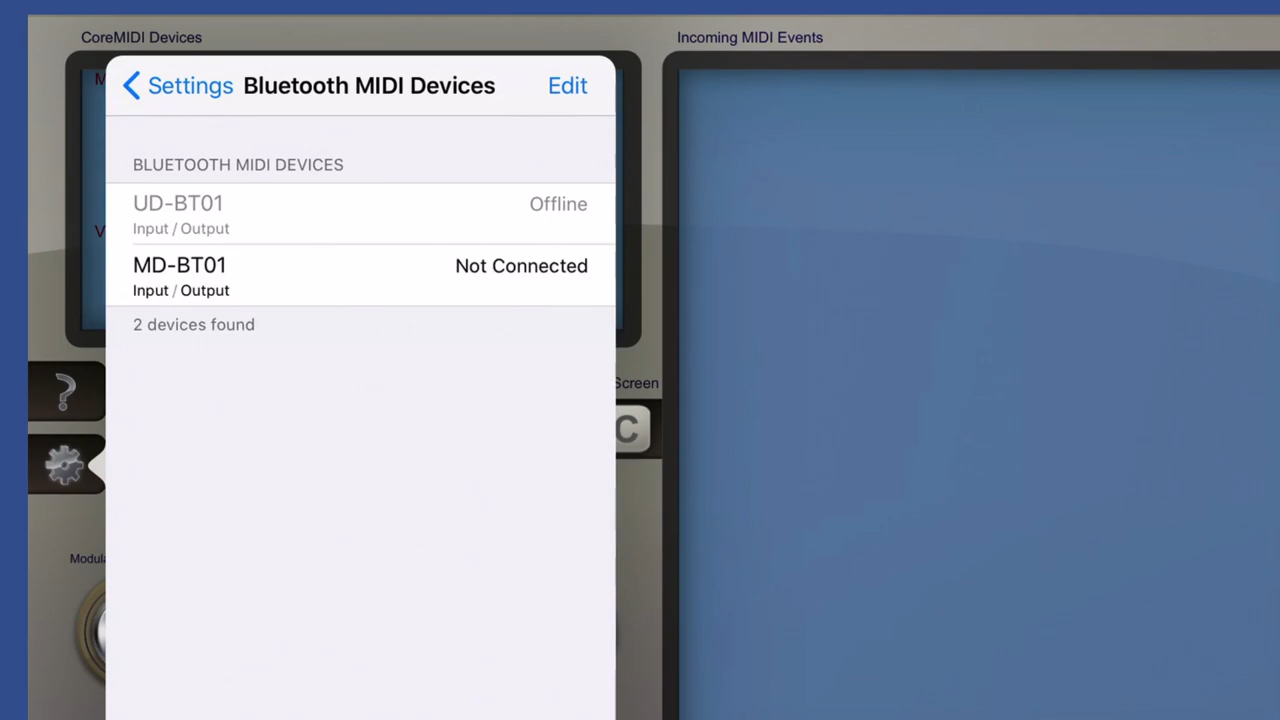 CoreMIDI Devices
Incoming MIDI Events
Settings Bluetooth MIDI Devices Edit
BLUETOOTH MIDI DEVICES
UD-BT01 Offline
Input / Output
MD-BT01 Not Connected
Input / Output
2 devices found
?
Screen
C